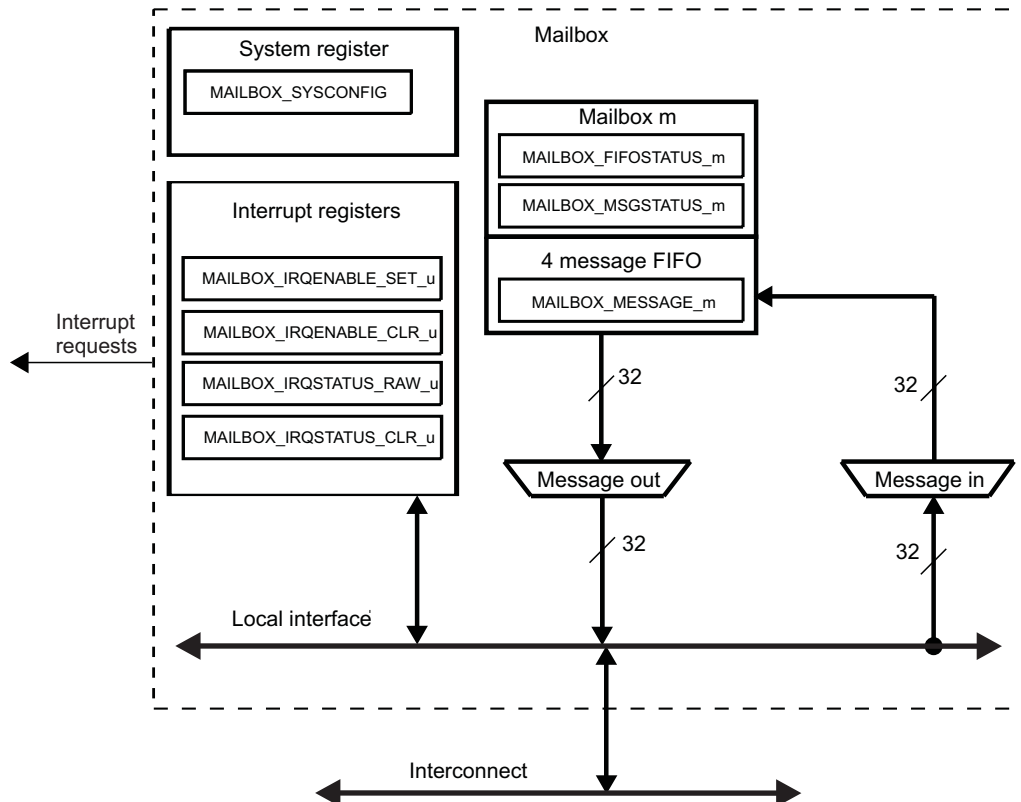 Mailbox
System register
MAILBOX_SYSCONFIG
Mailbox m
MAILBOX_FIFOSTATUS_m
MAILBOX_MSGSTATUS_m
Interrupt registers
4 message FIFO
MAILBOX_MESSAGE_m
MAILBOX_IRQENABLE_SET_u
MAILBOX_IRQENABLE_CLR_u
MAILBOX_IRQSTATUS_RAW_u
MAILBOX_IRQSTATUS_CLR_u
Interrupt
requests
32
32
Message out
Message in
32
32
Local interface
Interconnect